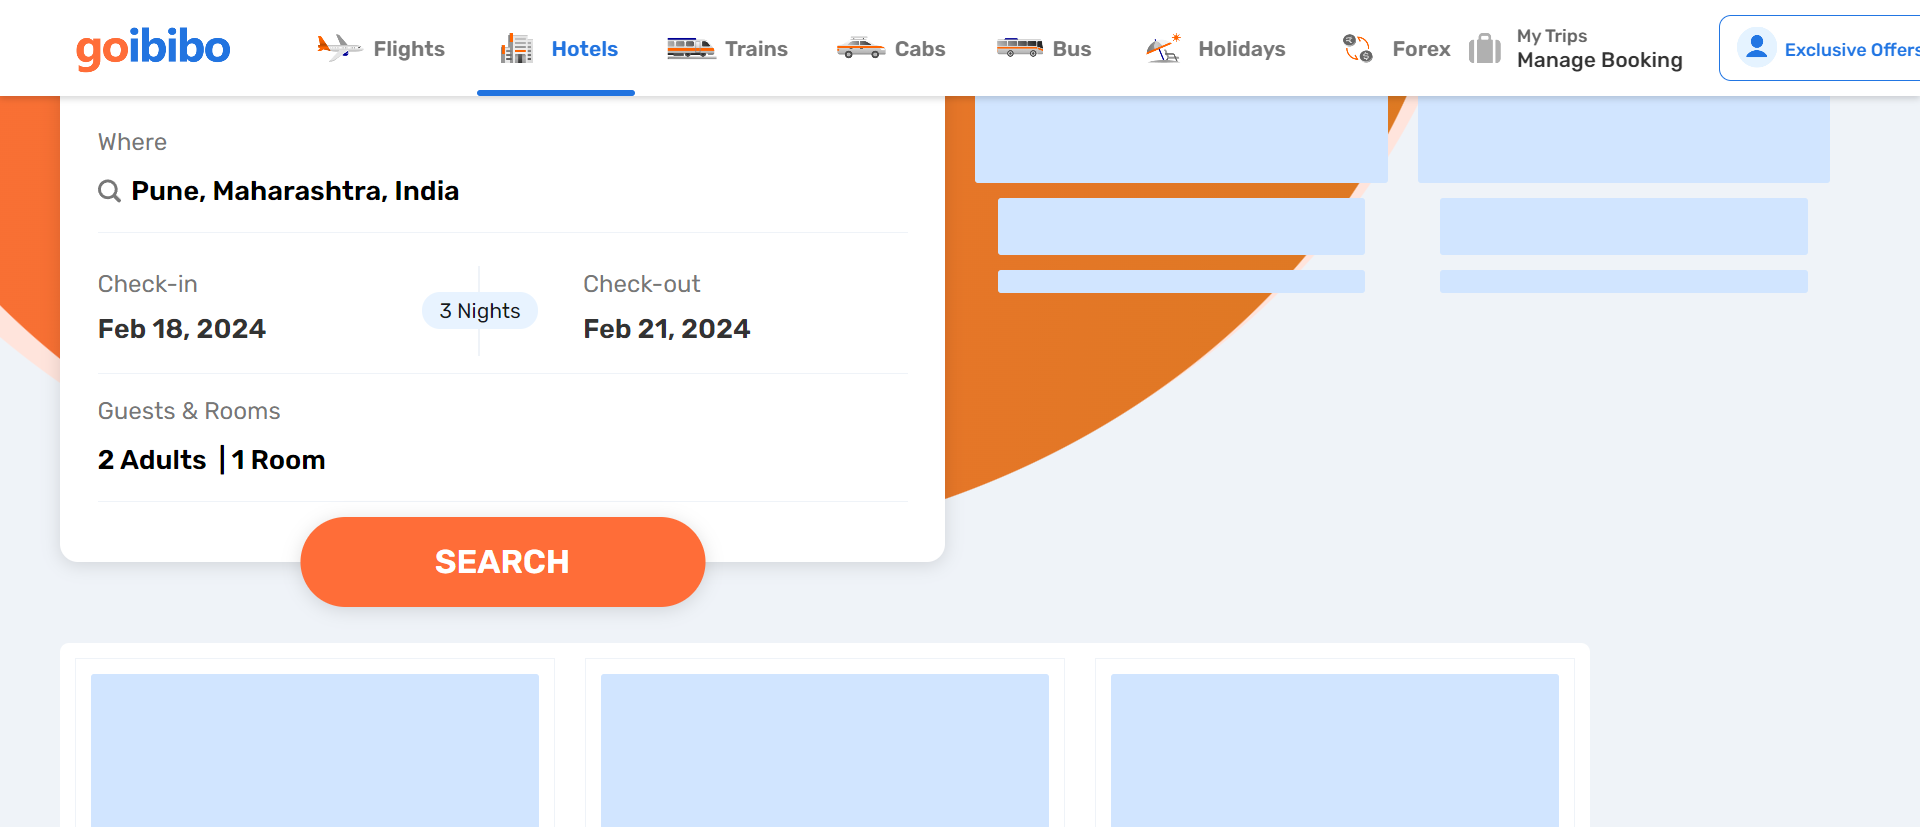 goibibo
Flights
Hotels
Trains
Cabs
Bus
Holidays
Forex
My Trips
Manage Booking
Exclusive Offers
Where
Pune, Maharashtra, India
Check-in
Feb 18, 2024
3 Nights
Check-out
Feb 21, 2024
Guests & Rooms
2 Adults | 1 Room
SEARCH